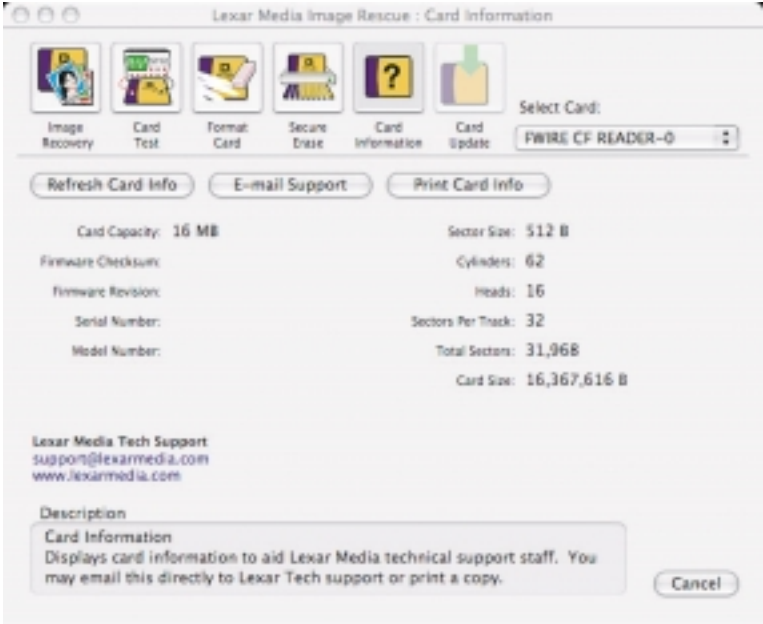 Lexar Media Image Rescue : Card Information
Image Recovery
Card Test
Format Card
Secure Erase
Card Information
Card Update
Select Card:
FWIRE CF READER-0
Refresh Card Info
E-mail Support
Print Card Info
Card Capacity: 16 MB
Firmware Checksum:
Firmware Revision:
Serial Number:
Model Number:
Sector Size: 512 B
Cylinders: 62
Heads: 16
Sectors Per Track: 32
Total Sectors: 31,968
Card Size: 16,367,616 B
Lexar Media Tech Support
support@lexarmedia.com
www.lexarmedia.com
Description
Card Information
Displays card information to aid Lexar Media technical support staff. You
may email this directly to Lexar Tech support or print a copy.
Cancel